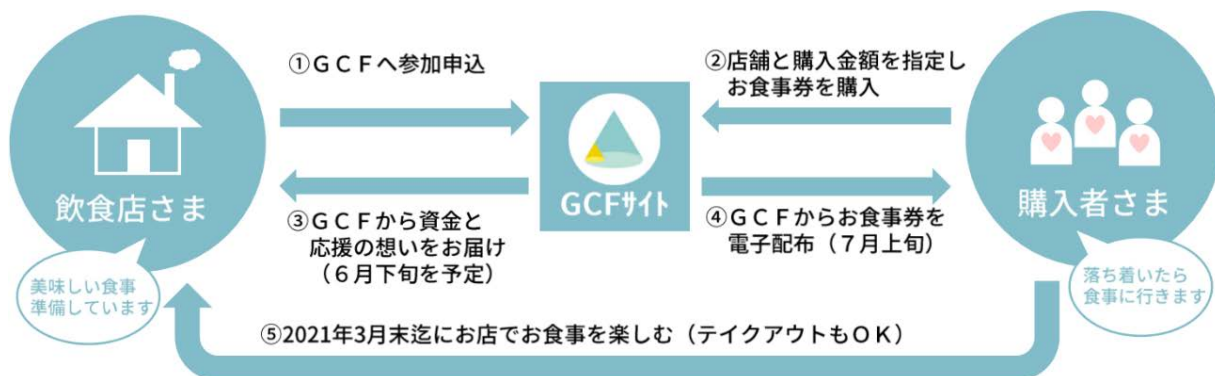 ①ＧＣＦへ参加申込
②店舗と購入金額を指定し
お食事券を購入
飲食店さま
GCFｻｲﾄ
購入者さま
③ＧＣＦから資金と
応援の想いをお届け
（６月下旬を予定）
④ＧＣＦからお食事券を
電子配布（７月上旬）
美味しい食事
準備しています
落ち着いたら
食事に行きます
⑤2021年3月末迄にお店でお食事を楽しむ（テイクアウトもＯＫ）